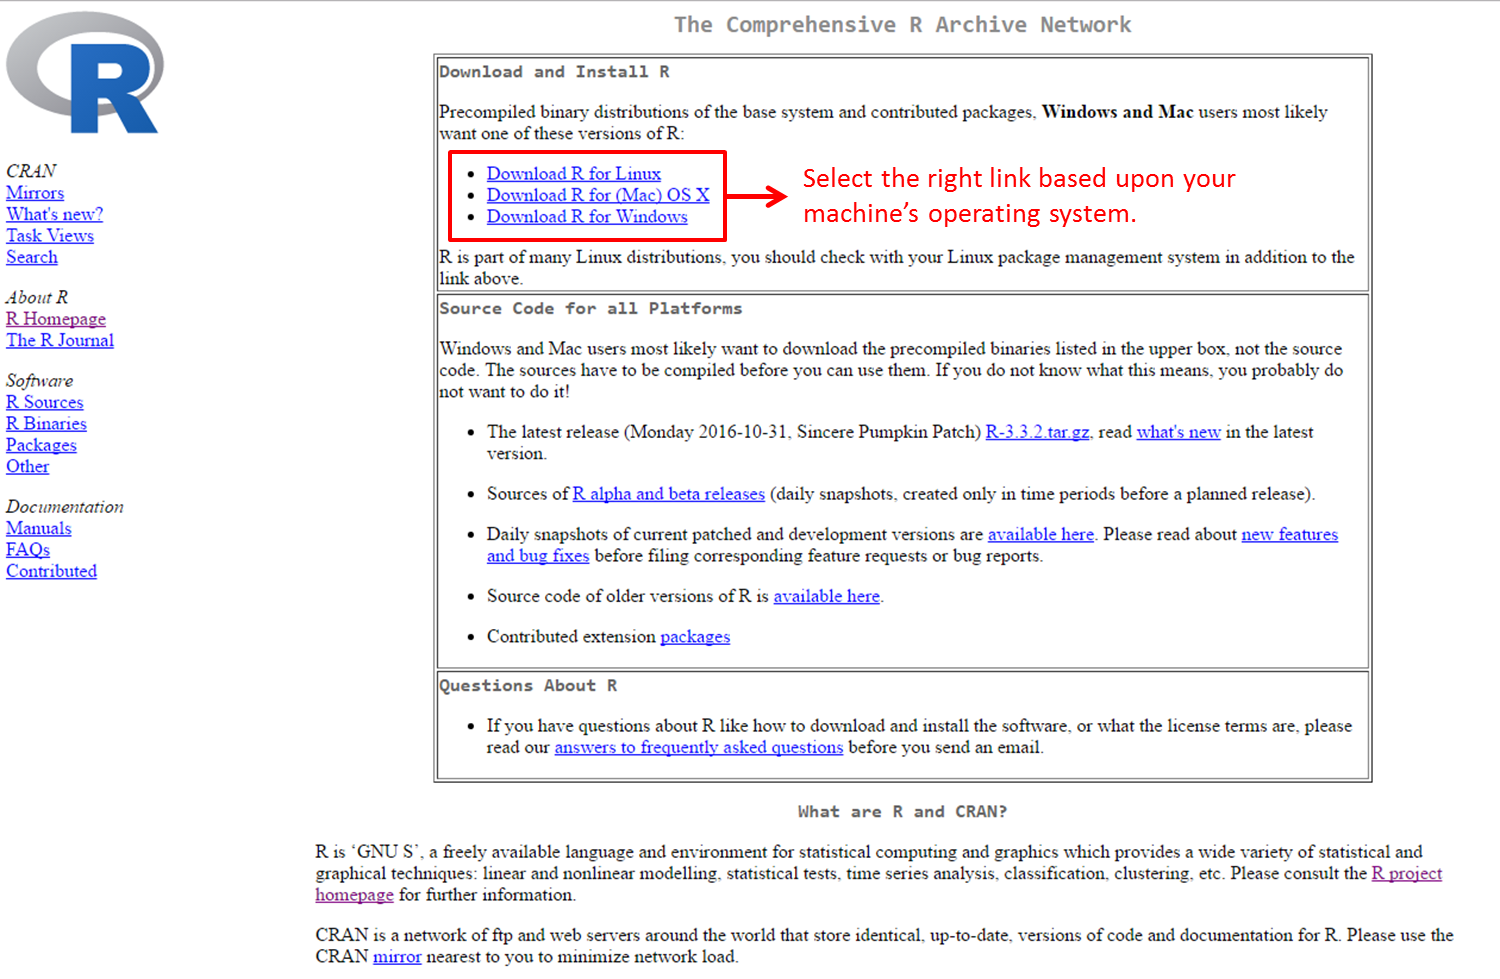 The Comprehensive R Archive Network
R
CRAN
Mirrors
What's new?
Task Views
Search
About R
R Homepage
The R Journal
Software
R Sources
R Binaries
Packages
Other
Documentation
Manuals
FAQs
Contributed
Download and Install R
Precompiled binary distributions of the base system and contributed packages, Windows and Mac users most likely
want one of these versions of R:
• Download R for Linux
• Download R for (Mac) OS X
• Download R for Windows
Select the right link based upon your
machine’s operating system.
R is part of many Linux distributions, you should check with your Linux package management system in addition to the
link above.
Source Code for all Platforms
Windows and Mac users most likely want to download the precompiled binaries listed in the upper box, not the source
code. The sources have to be compiled before you can use them. If you do not know what this means, you probably do
not want to do it!
• The latest release (Monday 2016-10-31, Sincere Pumpkin Patch) R-3.3.2.tar.gz, read what's new in the latest
version.
• Sources of R alpha and beta releases (daily snapshots, created only in time periods before a planned release).
• Daily snapshots of current patched and development versions are available here. Please read about new features
and bug fixes before filing corresponding feature requests or bug reports.
• Source code of older versions of R is available here.
• Contributed extension packages
Questions About R
• If you have questions about R like how to download and install the software, or what the license terms are, please
read our answers to frequently asked questions before you send an email.
What are R and CRAN?
R is ‘GNU S’, a freely available language and environment for statistical computing and graphics which provides a wide variety of statistical and
graphical techniques: linear and nonlinear modelling, statistical tests, time series analysis, classification, clustering, etc. Please consult the R project
homepage for further information.
CRAN is a network of ftp and web servers around the world that store identical, up-to-date, versions of code and documentation for R. Please use the
CRAN mirror nearest to you to minimize network load.